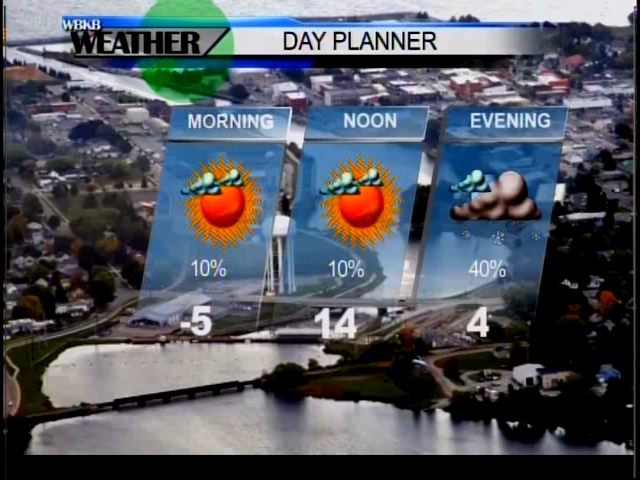 WBKB
WEATHER
DAY PLANNER
MORNING NOON EVENING
10% 10% 40%
-5 14 4